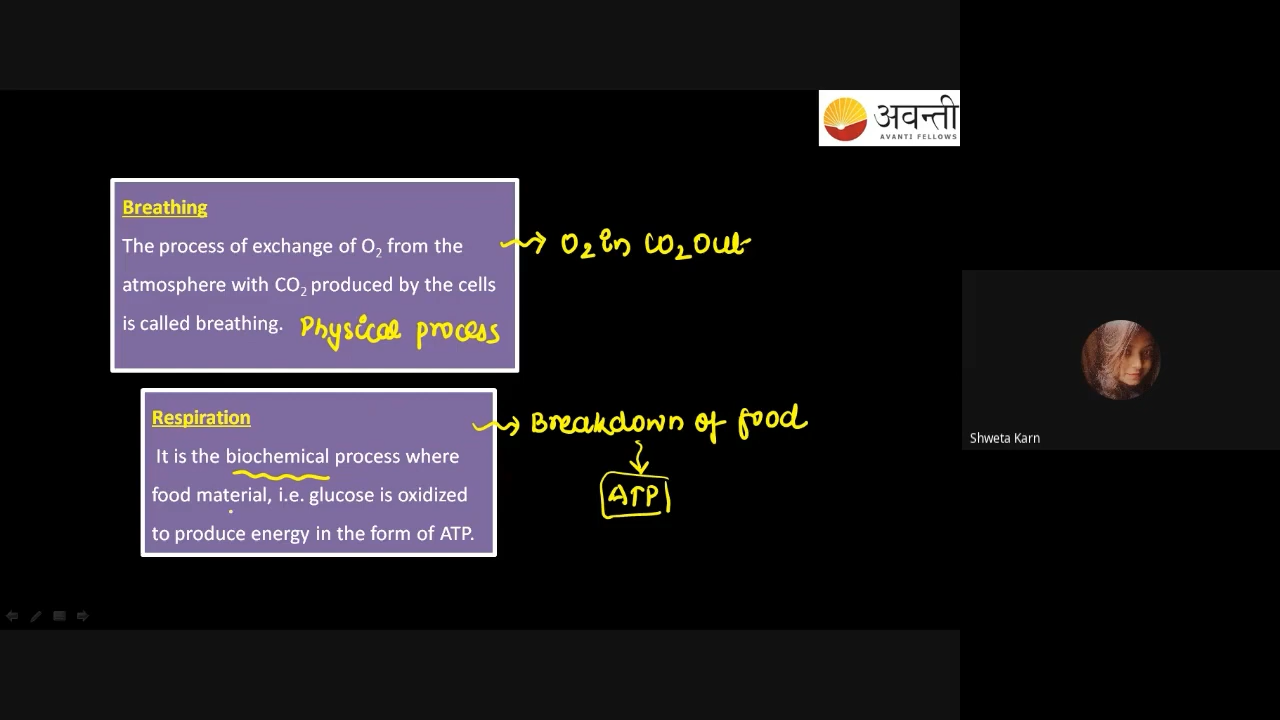 अवन्ती
AVANTI FELLOWS
Breathing
The process of exchange of O2 from the
atmosphere with CO2 produced by the cells
is called breathing. Physical process
O2 in CO2 Out
Respiration
It is the biochemical process where
food material, i.e. glucose is oxidized
to produce energy in the form of ATP.
Breakdown of food
ATP
Shweta Karn